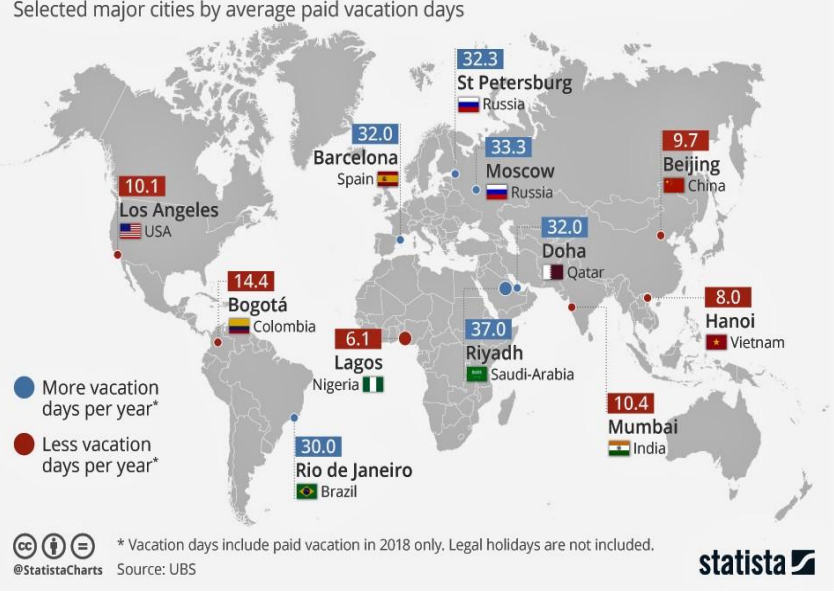 Selected major cities by average paid vacation days
32.3
St Petersburg
Russia
32.0
Barcelona
Spain
33.3
Moscow
Russia
9.7
Beijing
China
10.1
Los Angeles
USA
32.0
Doha
Qatar
14.4
Bogotá
Colombia
8.0
Hanoi
Vietnam
6.1
Lagos
Nigeria
37.0
Riyadh
Saudi-Arabia
More vacation
days per year*
Less vacation
days per year*
10.4
Mumbai
India
30.0
Rio de Janeiro
Brazil
* Vacation days include paid vacation in 2018 only. Legal holidays are not included.
@StatistaCharts Source: UBS
statista